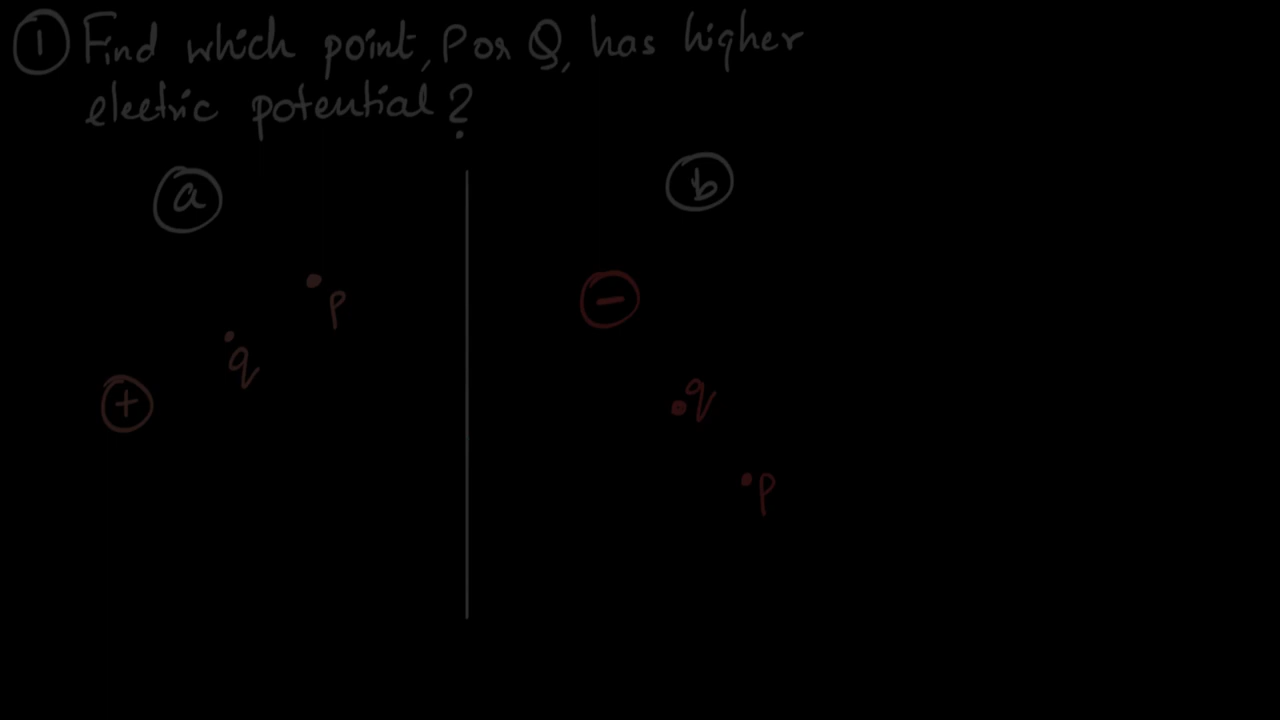 ① Find which point, P or Q, has higher
electric potential?
a
b
p
q
+
-
q
p